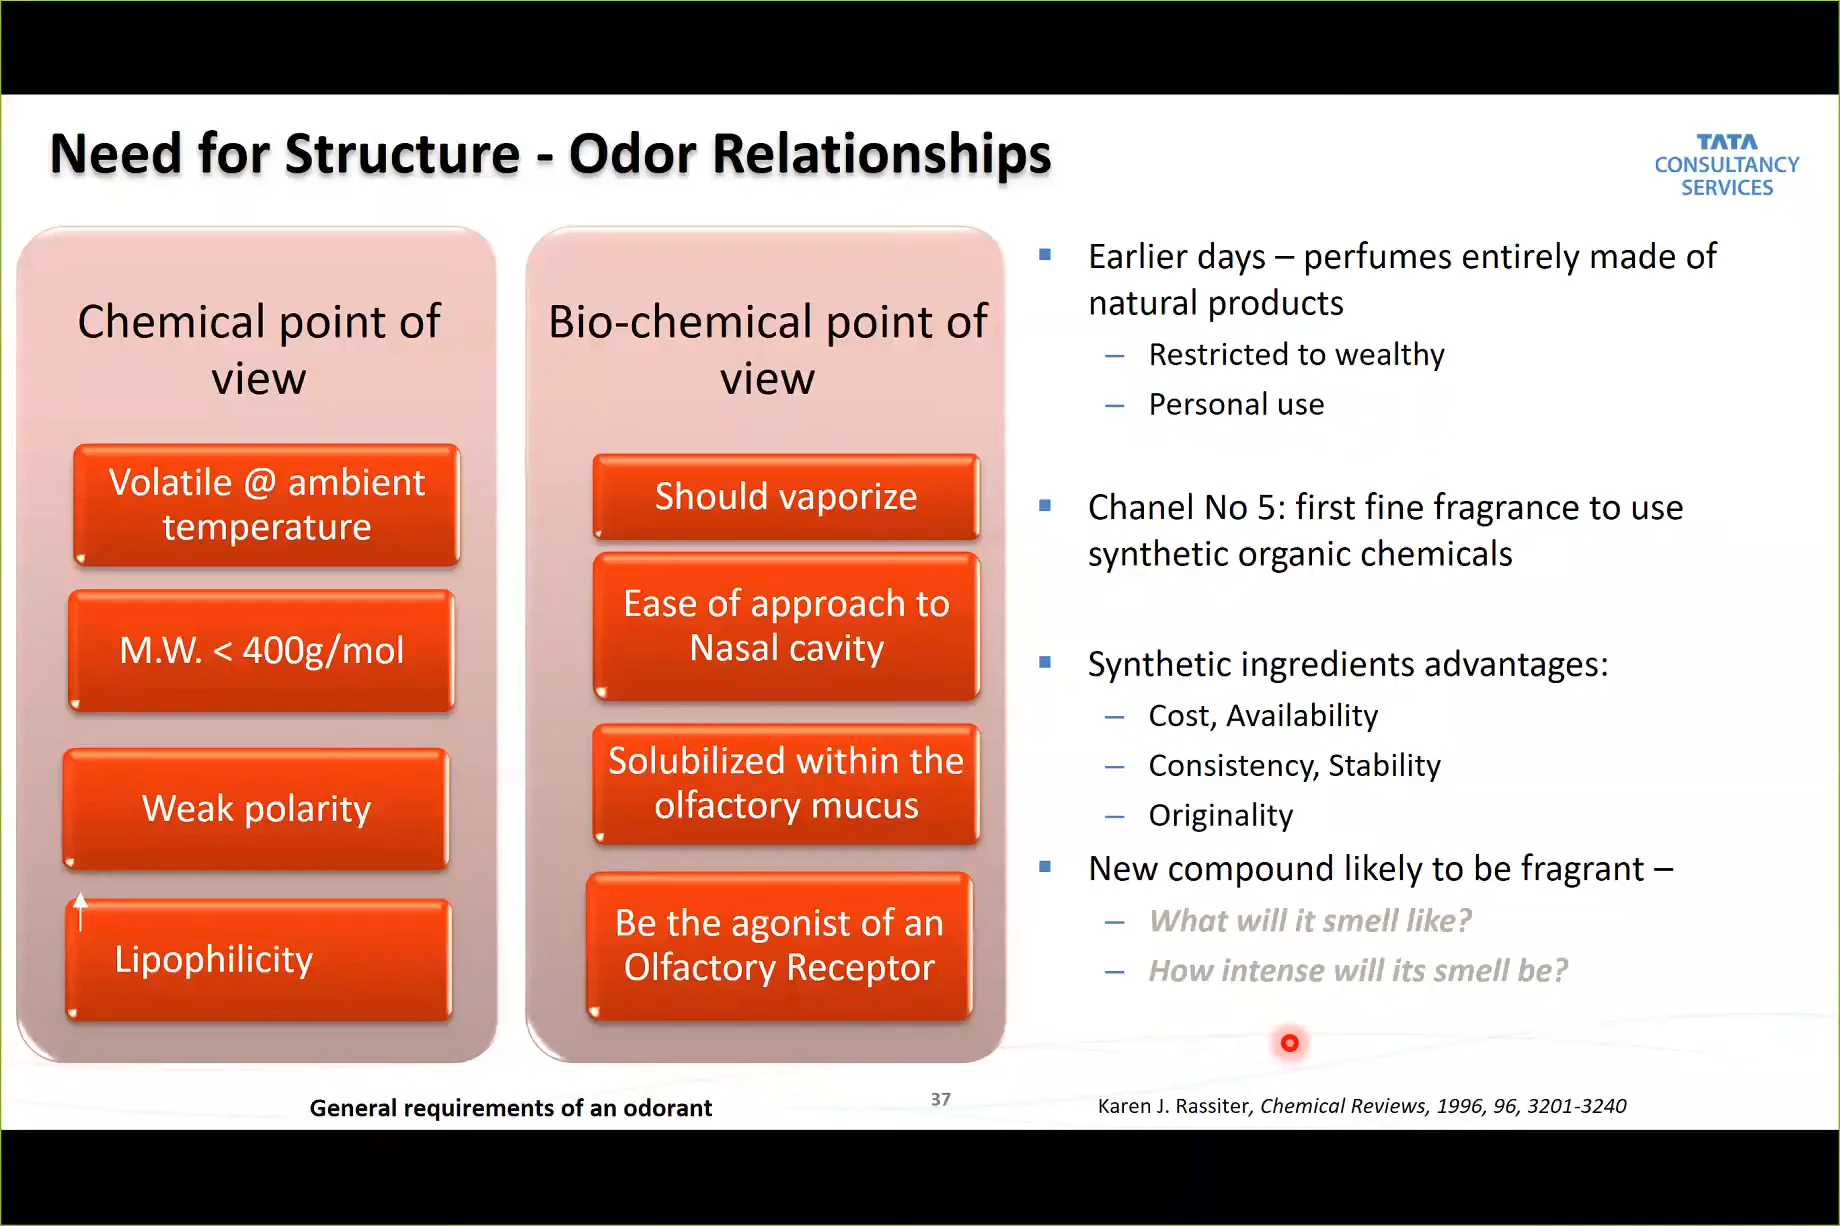 Need for Structure - Odor Relationships
TATA
CONSULTANCY
SERVICES
Chemical point of
view
Volatile @ ambient
temperature
M.W. < 400g/mol
Weak polarity
Lipophilicity
Bio-chemical point of
view
Should vaporize
Ease of approach to
Nasal cavity
Solubilized within the
olfactory mucus
Be the agonist of an
Olfactory Receptor
Earlier days – perfumes entirely made of
natural products
– Restricted to wealthy
– Personal use
Chanel No 5: first fine fragrance to use
synthetic organic chemicals
Synthetic ingredients advantages:
– Cost, Availability
– Consistency, Stability
– Originality
New compound likely to be fragrant –
– What will it smell like?
– How intense will its smell be?
General requirements of an odorant
37
Karen J. Rassiter, Chemical Reviews, 1996, 96, 3201-3240